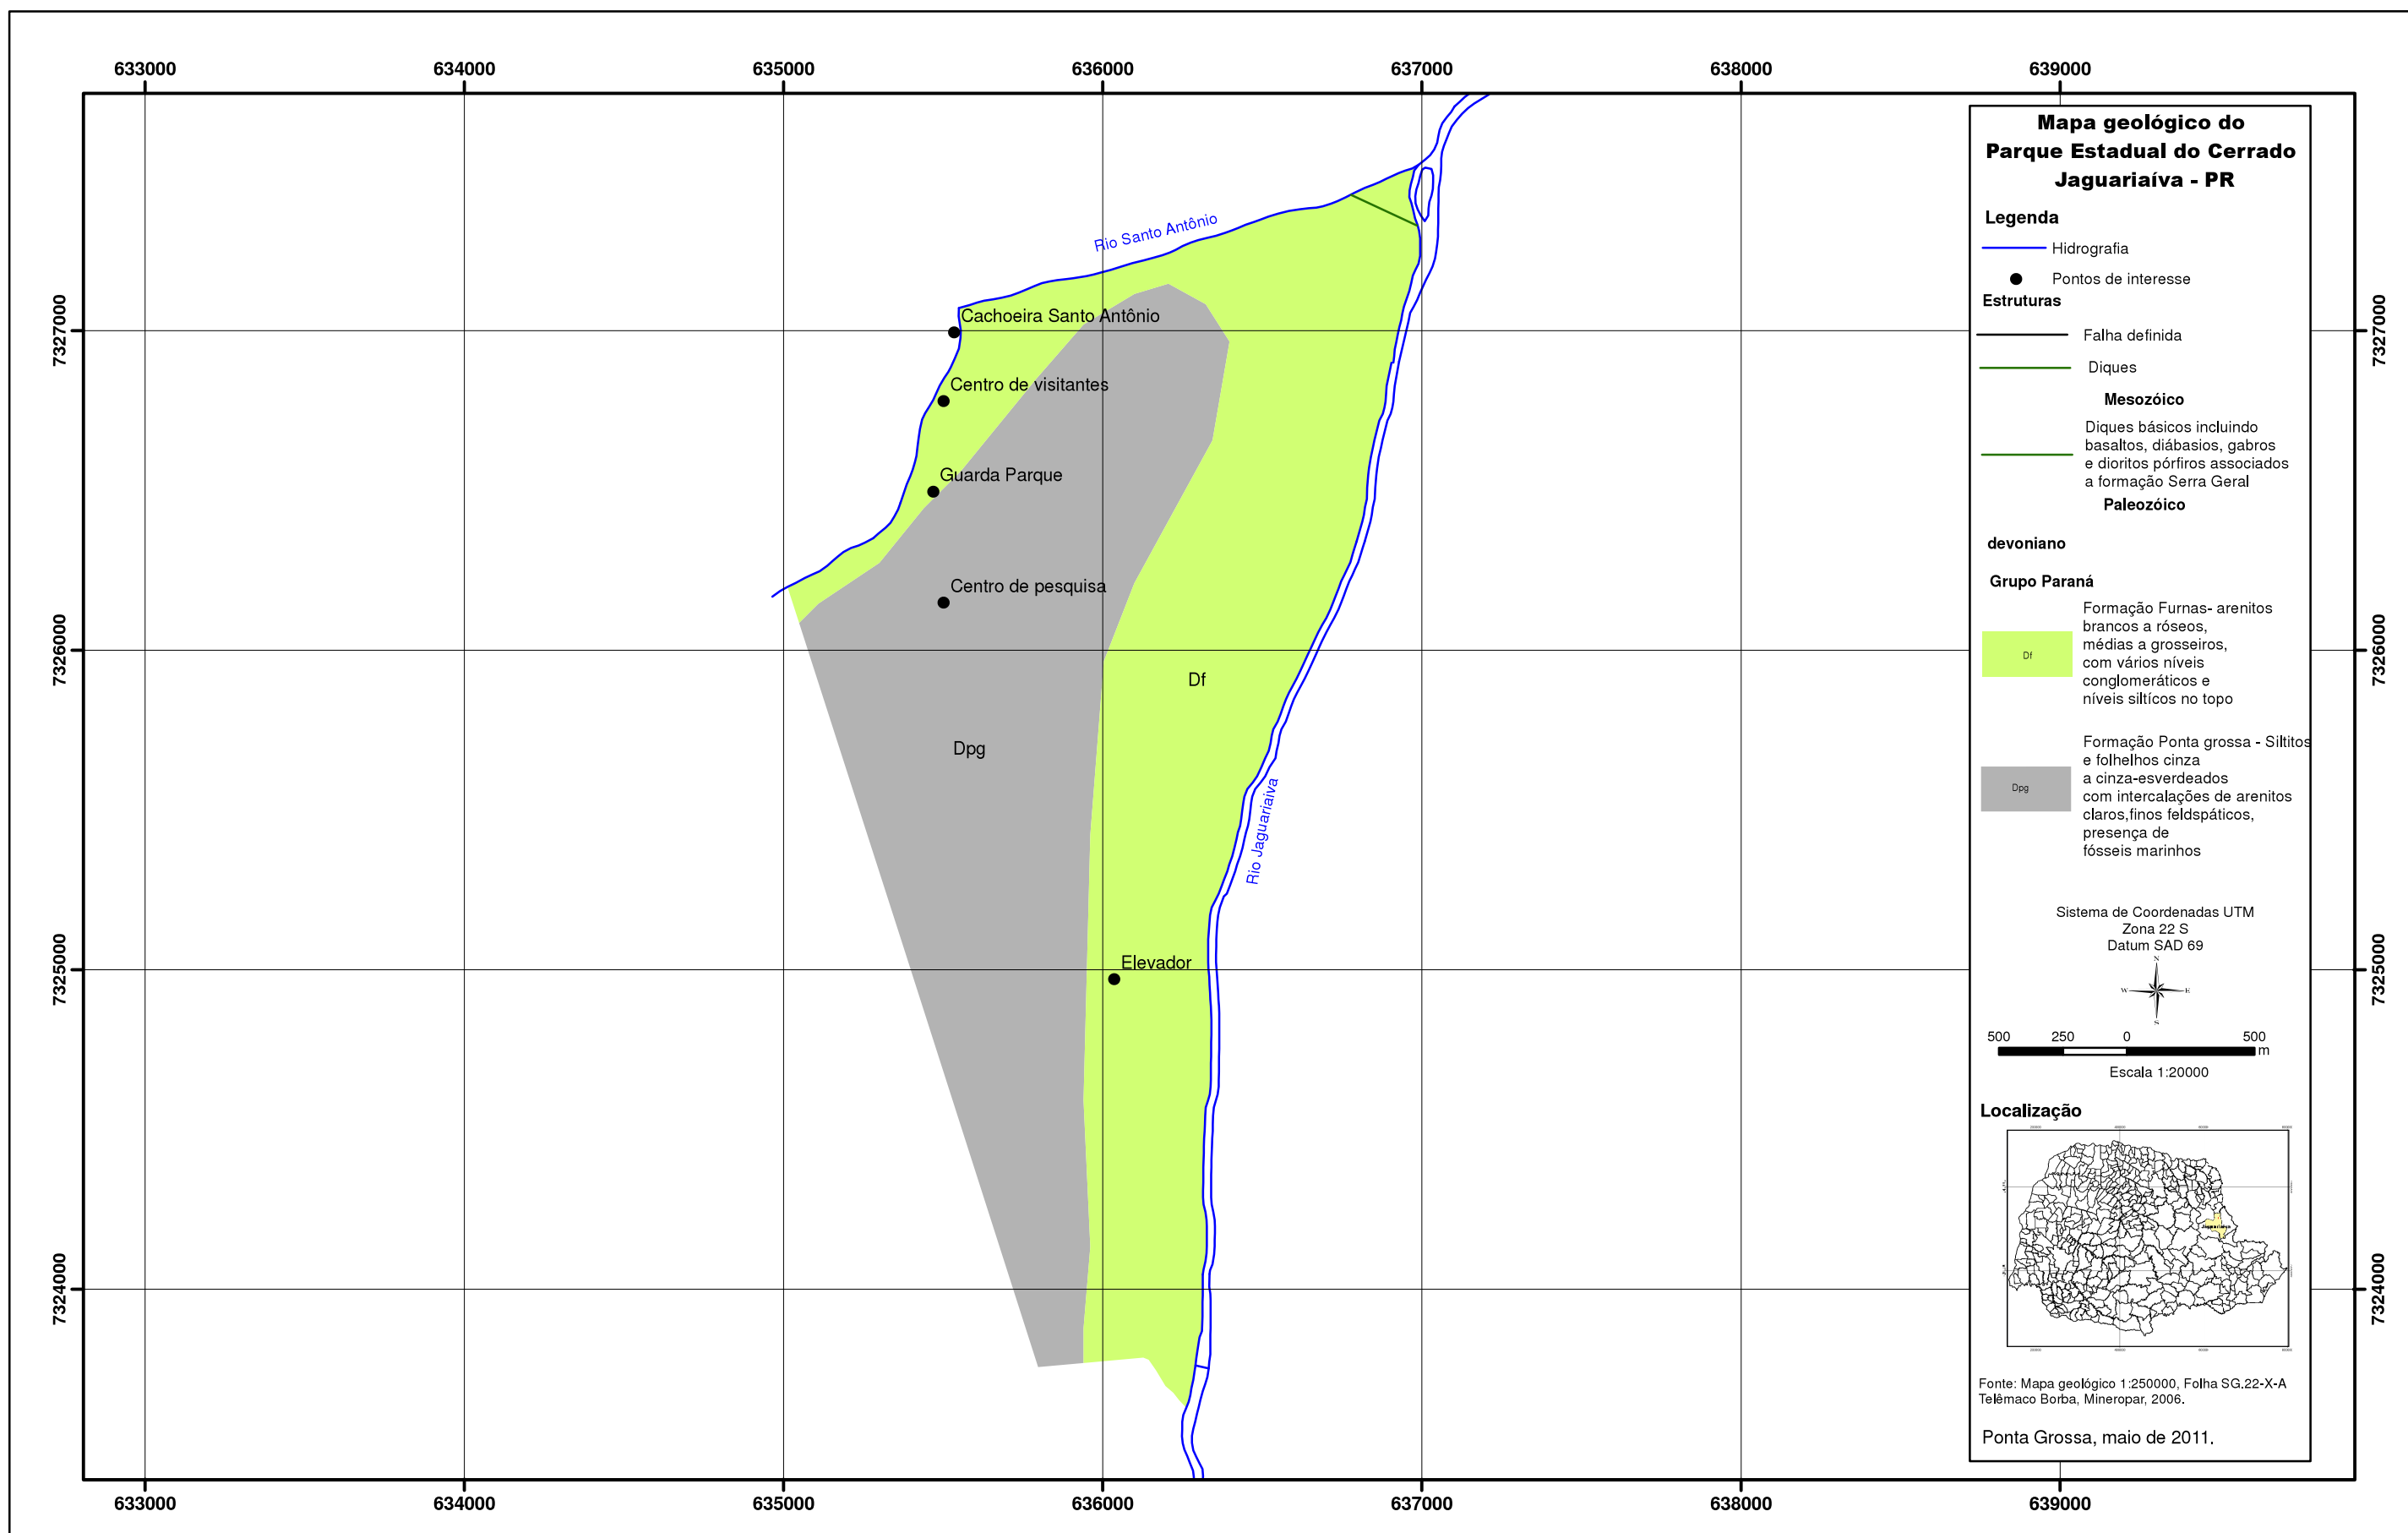 633000
634000
635000
636000
637000
638000
639000
7327000
7326000
7325000
7324000
7327000
7326000
7325000
7324000
633000
634000
635000
636000
637000
638000
639000
Rio Santo Antônio
Cachoeira Santo Antônio
Centro de visitantes
Guarda Parque
Centro de pesquisa
Df
Dpg
Rio Jaguariaiva
Elevador
Mapa geológico do
Parque Estadual do Cerrado
Jaguariaíva - PR
Legenda
Hidrografia
Pontos de interesse
Estruturas
Falha definida
Diques
Mesozóico
Diques básicos incluindo
basaltos, diábasios, gabros
e dioritos pórfiros associados
a formação Serra Geral
Paleozóico
devoniano
Grupo Paraná
Formação Furnas- arenitos
brancos a róseos,
médias a grosseiros,
com vários níveis
conglomeráticos e
níveis siltícos no topo
Df
Formação Ponta grossa - Siltitos
e folhelhos cinza
a cinza-esverdeados
com intercalações de arenitos
claros,finos feldspáticos,
presença de
fósseis marinhos
Dpg
Sistema de Coordenadas UTM
Zona 22 S
Datum SAD 69
N
W E
S
500 250 0 500
m
Escala 1:20000
Localização
Jaguariaíva
Fonte: Mapa geológico 1:250000, Folha SG.22-X-A
Telêmaco Borba, Mineropar, 2006.
Ponta Grossa, maio de 2011.